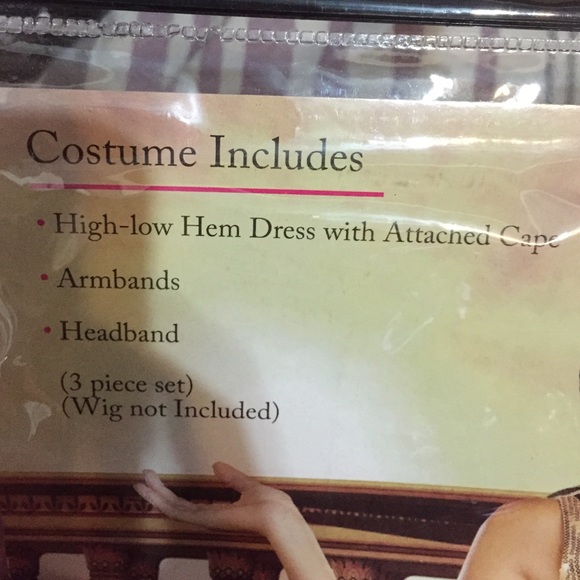 Costume Includes
• High-low Hem Dress with Attached Cape
• Armbands
• Headband
(3 piece set)
(Wig not Included)